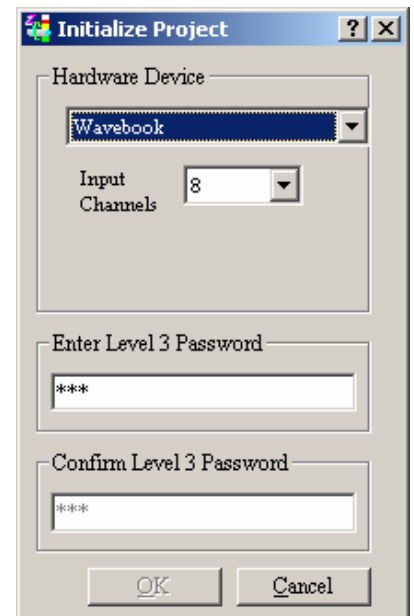 Initialize Project
Hardware Device
Wavebook
Input
Channels
8
Enter Level 3 Password
***
Confirm Level 3 Password
***
OK
Cancel